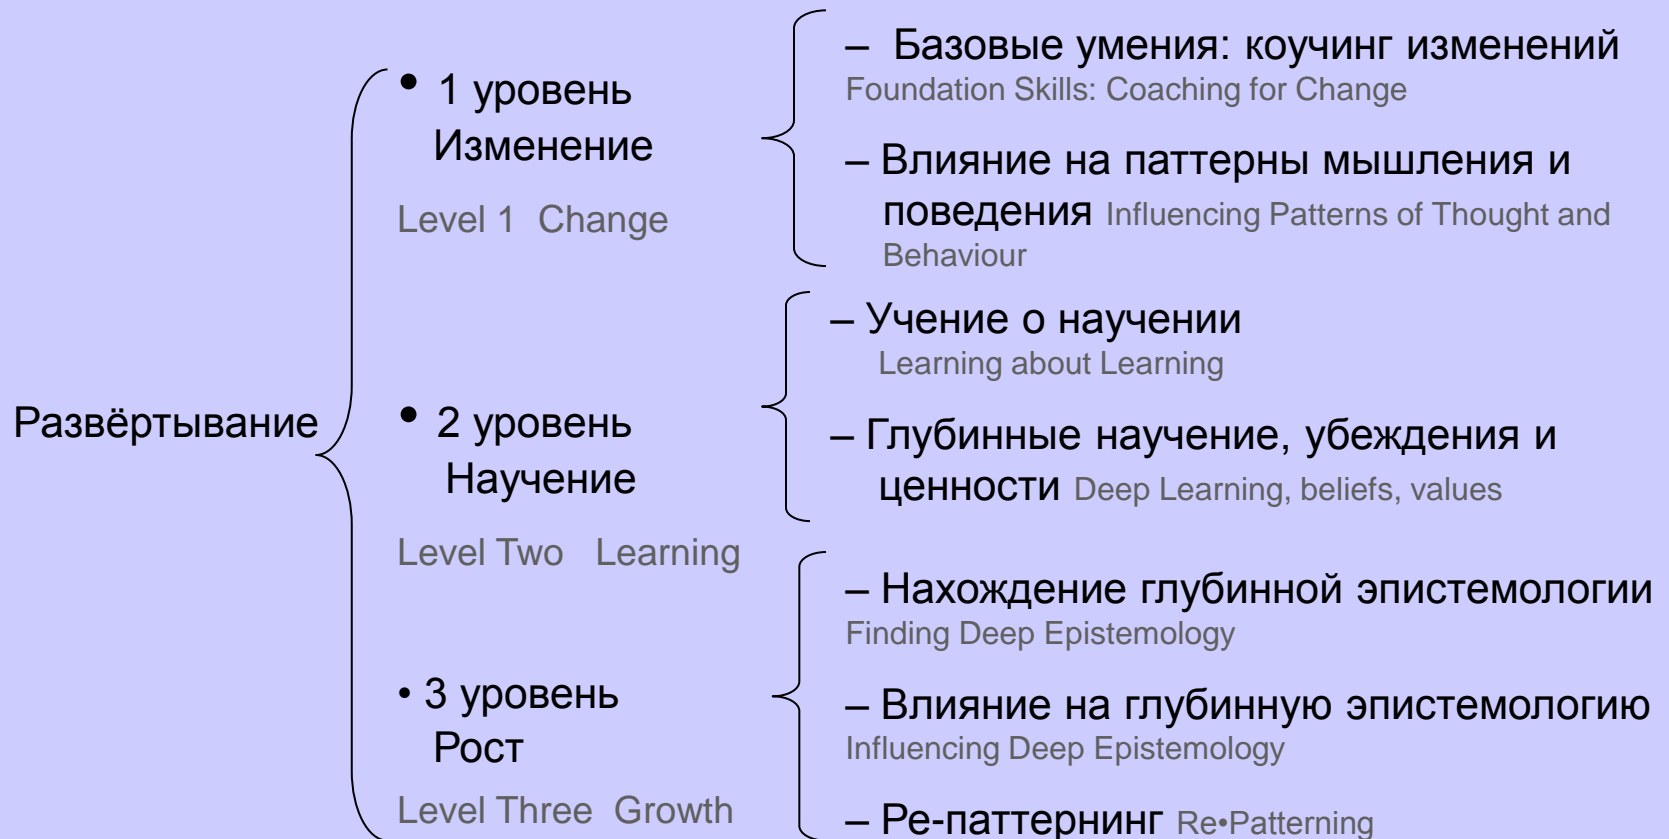 Развёртывание
• 1 уровень
Изменение
Level 1 Change
– Базовые умения: коучинг изменений
Foundation Skills: Coaching for Change
– Влияние на паттерны мышления и
поведения Influencing Patterns of Thought and
Behaviour
• 2 уровень
Научение
Level Two Learning
– Учение о научении
Learning about Learning
– Глубинные научение, убеждения и
ценности Deep Learning, beliefs, values
• 3 уровень
Рост
Level Three Growth
– Нахождение глубинной эпистемологии
Finding Deep Epistemology
– Влияние на глубинную эпистемологию
Influencing Deep Epistemology
– Ре-паттернинг Re•Patterning